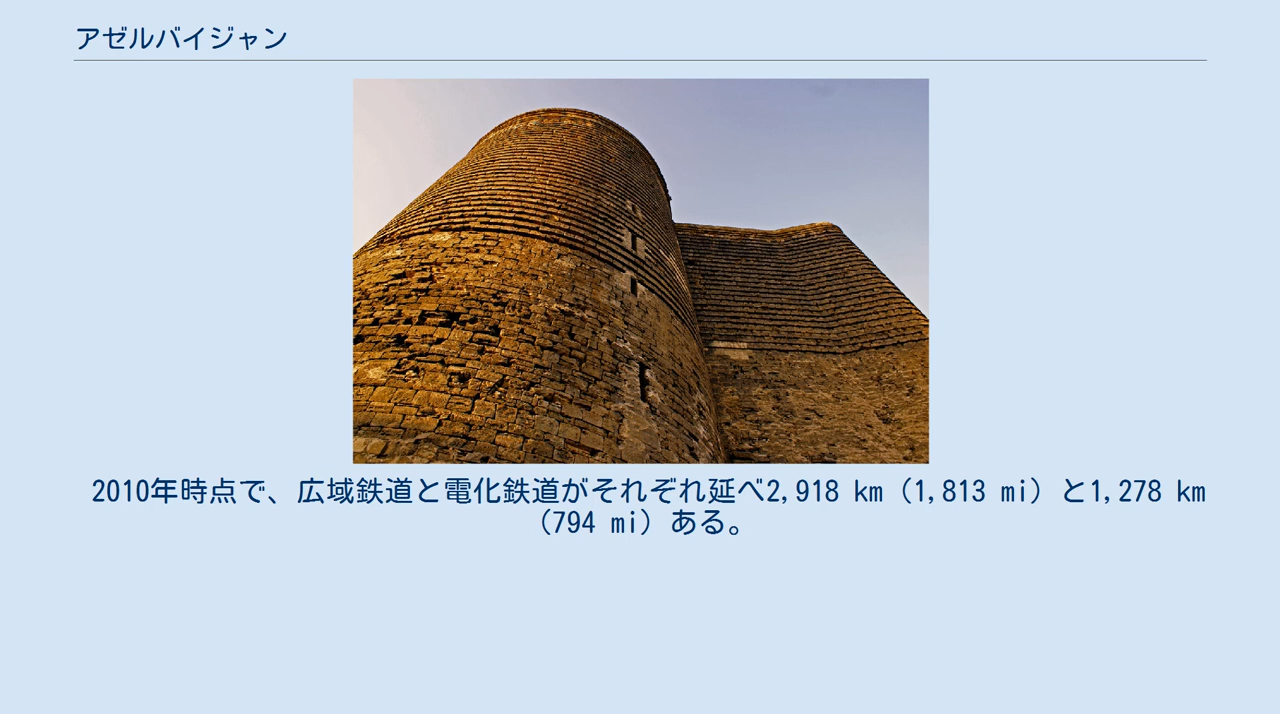 アゼルバイジャン
2010年時点で、広域鉄道と電化鉄道がそれぞれ延べ2,918 km（1,813 mi）と1,278 km
（794 mi）ある。